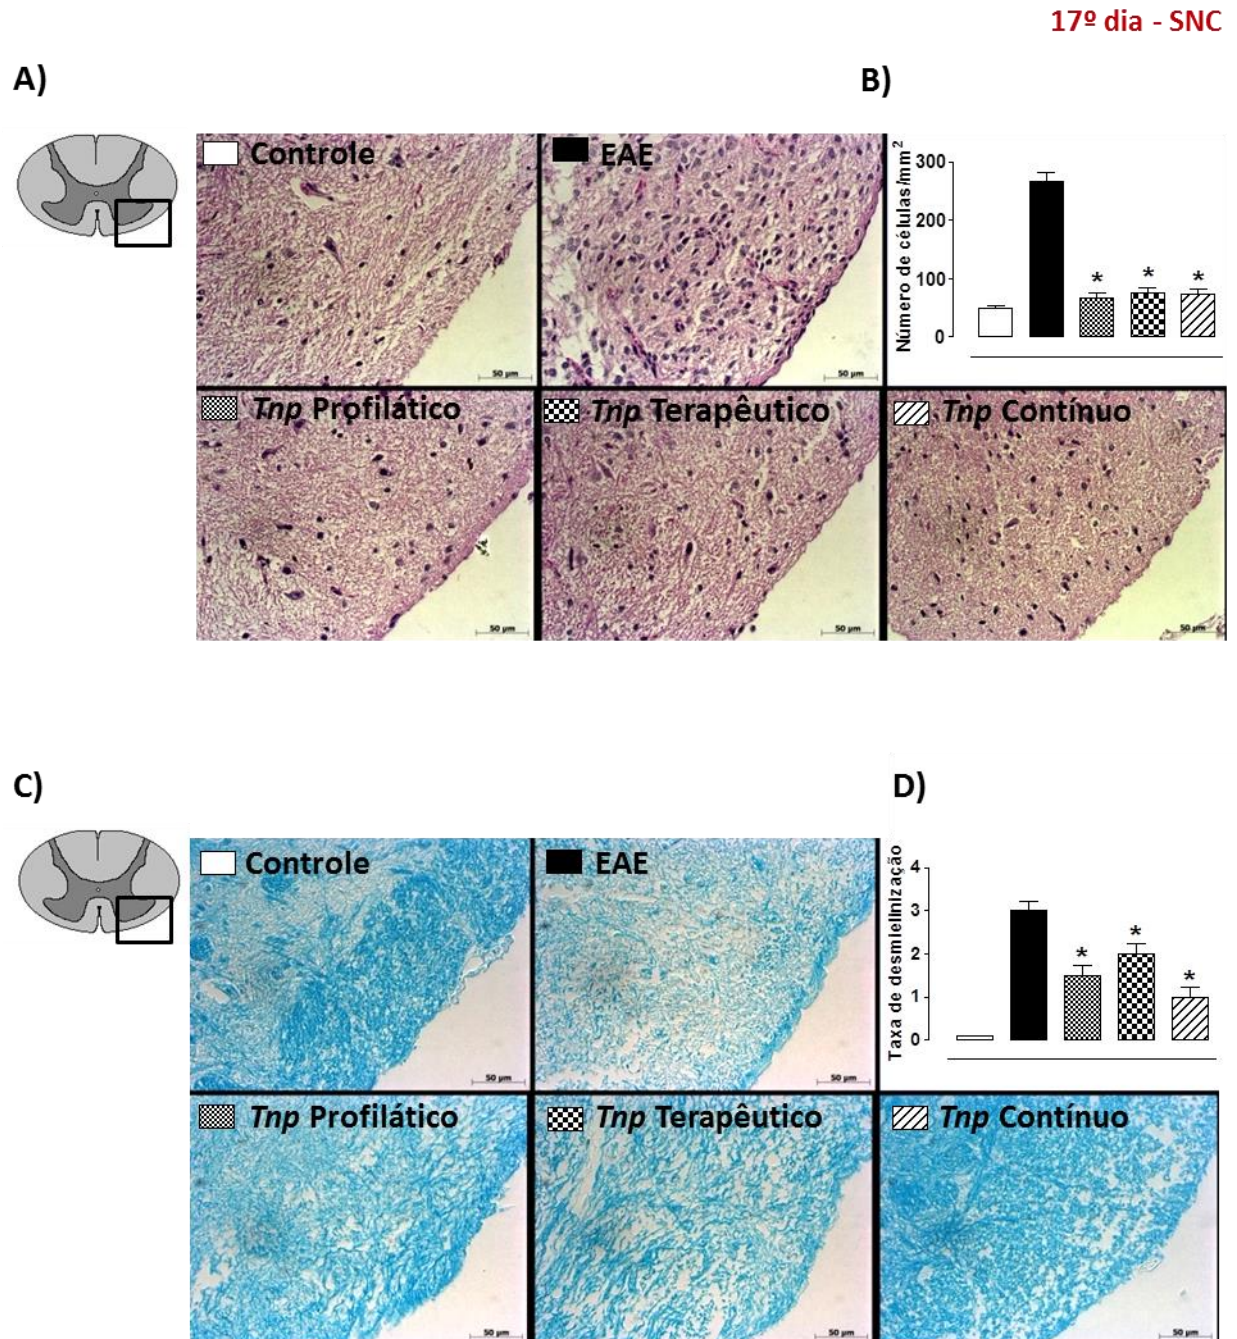 17º dia - SNC
A)
B)
Controle
EAE
50 µm
50 µm
Número de células/mm²
300
200
100
0
*
*
*
Tnp Profilático
Tnp Terapêutico
Tnp Contínuo
50 µm
50 µm
50 µm
C)
D)
Controle
EAE
50 µm
50 µm
Taxa de desmielinização
4
3
2
1
0
*
*
*
Tnp Profilático
Tnp Terapêutico
Tnp Contínuo
50 µm
50 µm
50 µm